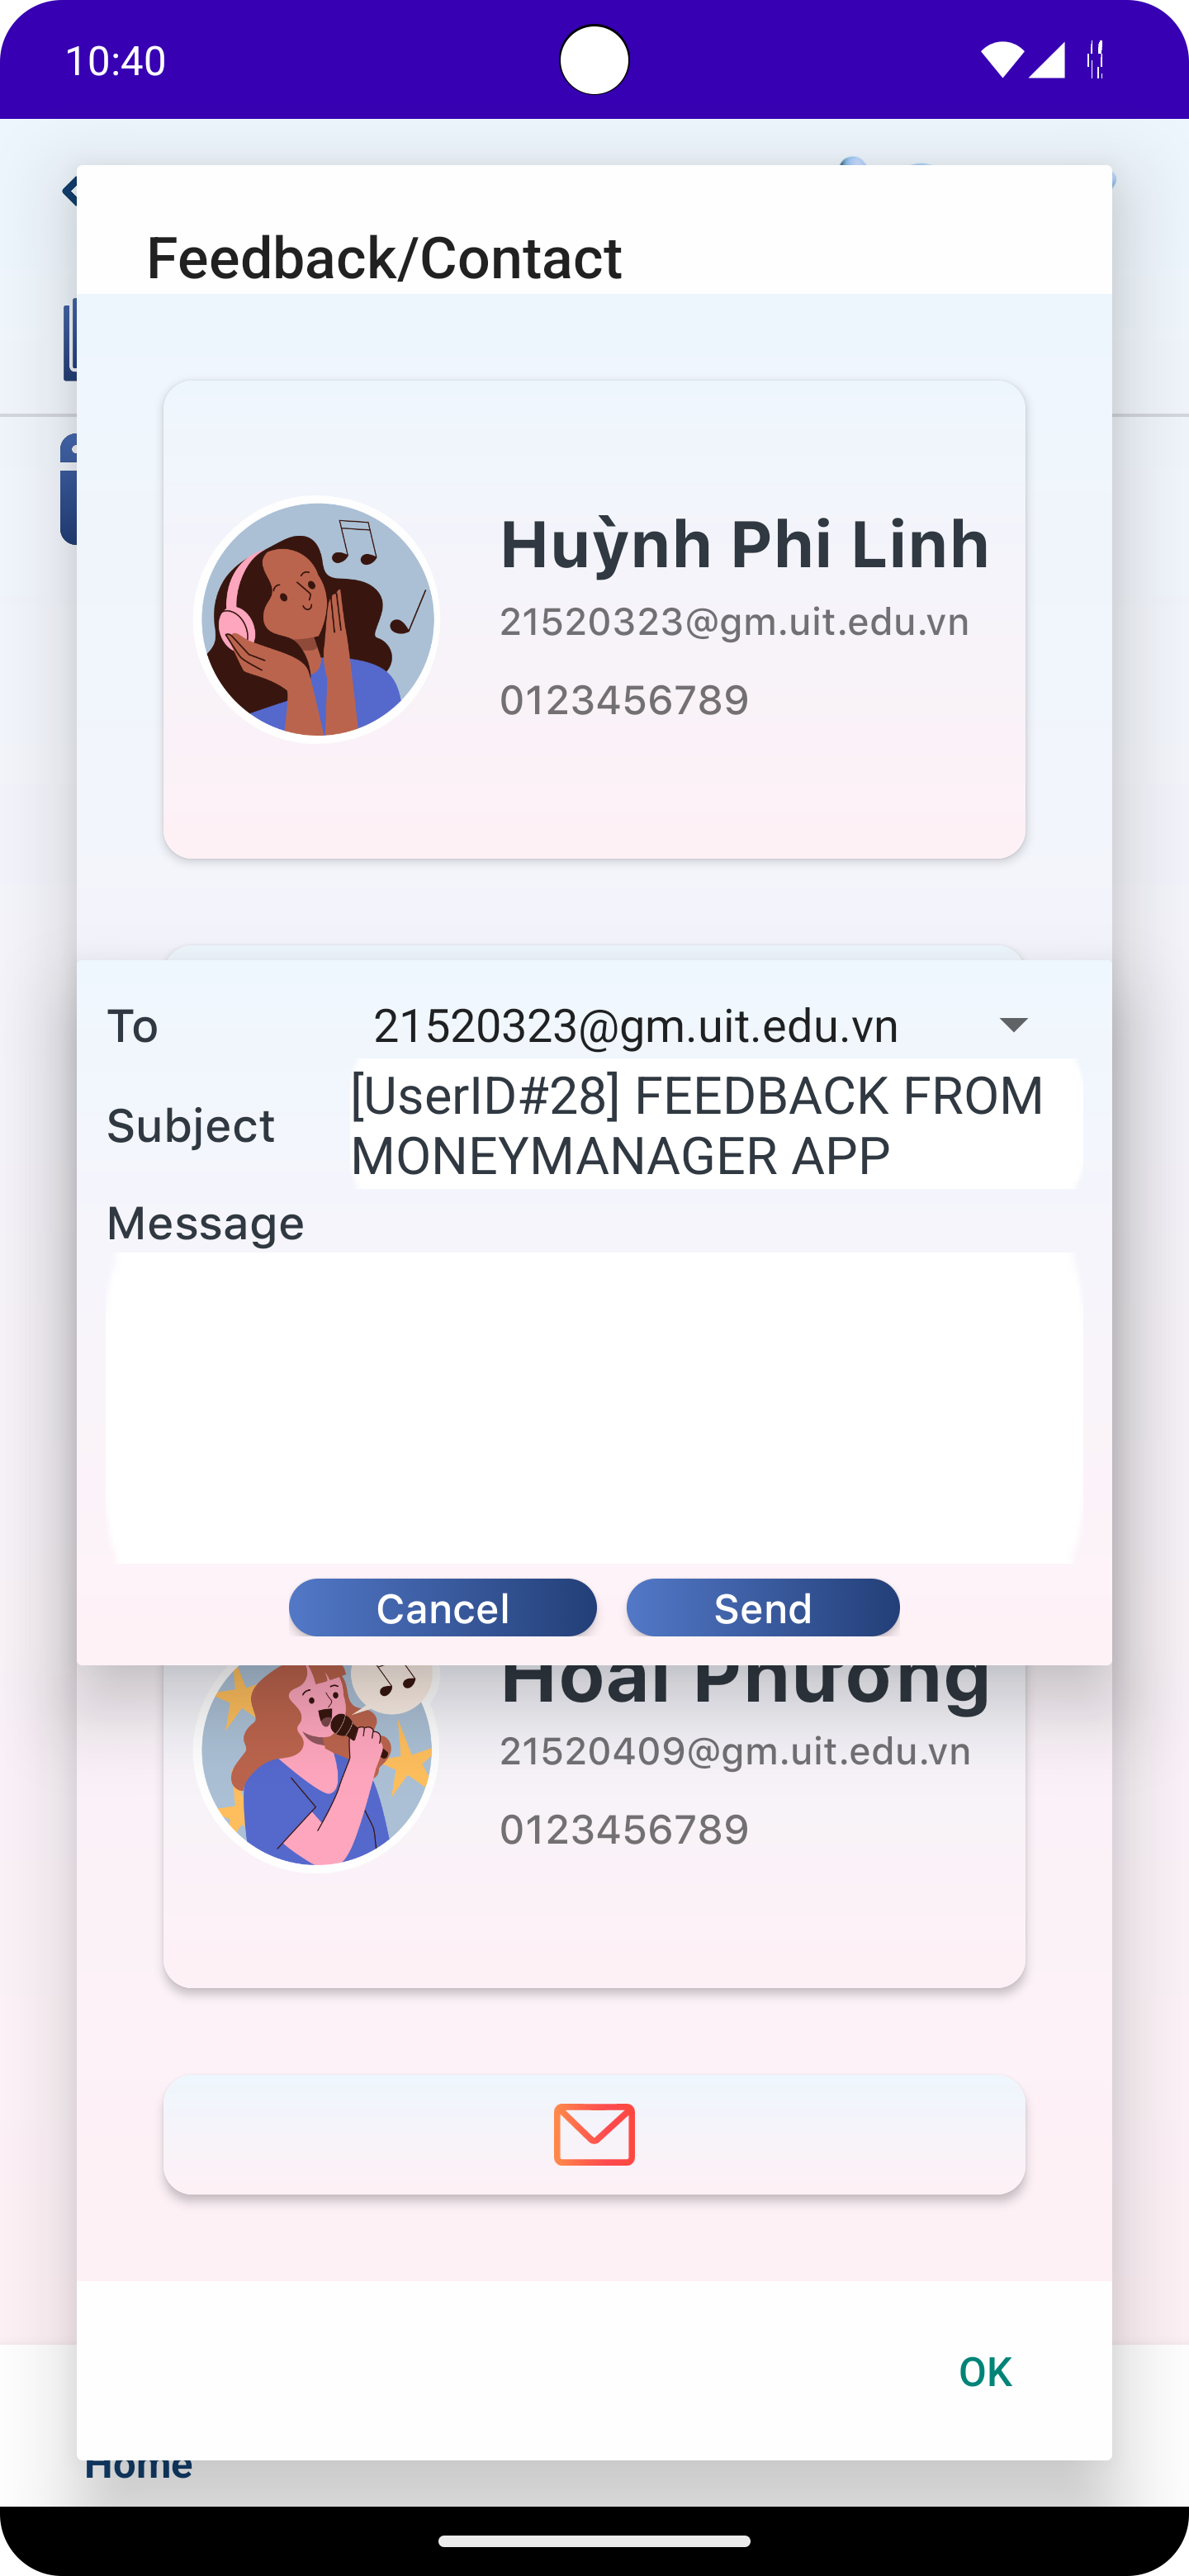 10:40
Feedback/Contact
Huỳnh Phi Linh
21520323@gm.uit.edu.vn
0123456789
To
21520323@gm.uit.edu.vn
Subject
[UserID#28] FEEDBACK FROM
MONEYMANAGER APP
Message
Cancel
Send
Hoài Phương
21520409@gm.uit.edu.vn
0123456789
OK
Home